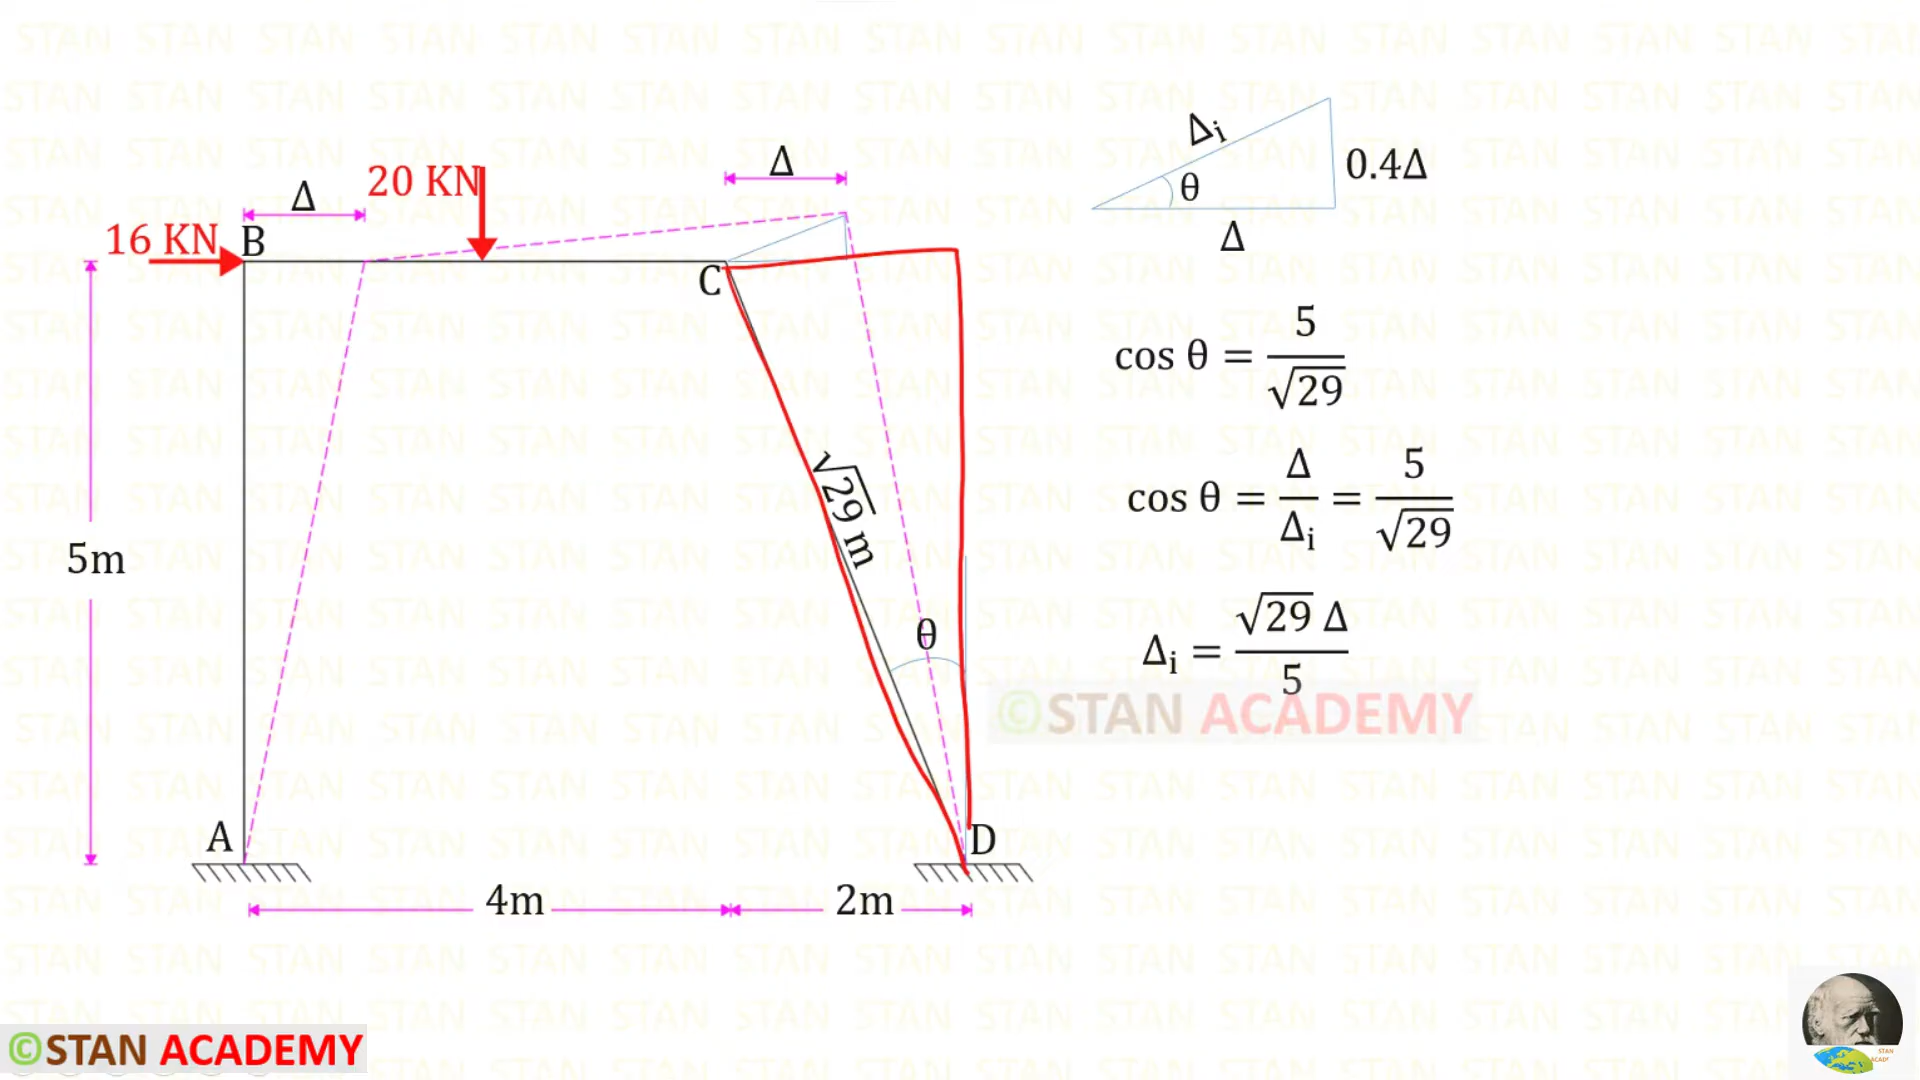 Δ
20 KN
Δ
16 KN
B
C
5m
√29 m
θ
A
D
4m
2m
Δi
θ
0.4Δ
Δ
cos θ = 5/√29
cos θ = Δ/Δi = 5/√29
Δi = √29 Δ/5
©STAN ACADEMY
©STAN ACADEMY